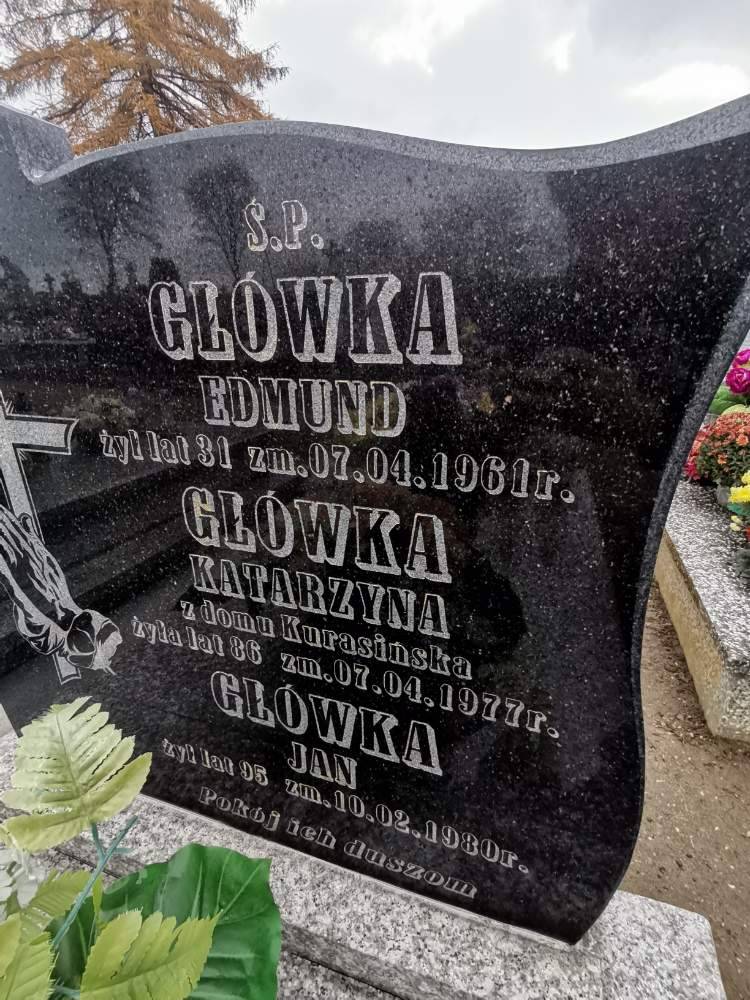 Ś.P.
GŁÓWKA
EDMUND
żył lat 31 zm.07.04.1961r.
GŁÓWKA
KATARZYNA
z domu Kurasińska
żyła lat 86 zm.07.04.1977r.
GŁÓWKA
JAN
żył lat 95 zm.10.02.1980r.
Pokój ich duszom